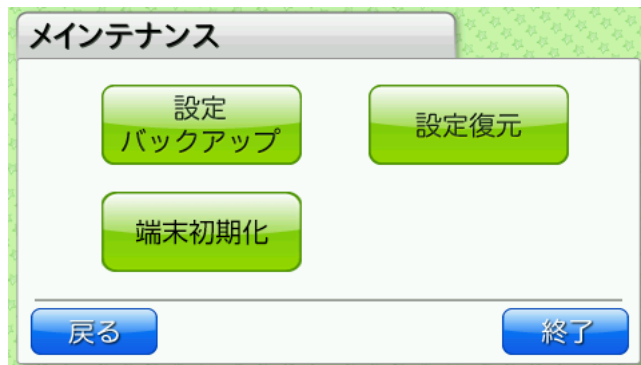 メインテナンス
設定
バックアップ
設定復元
端末初期化
戻る
終了